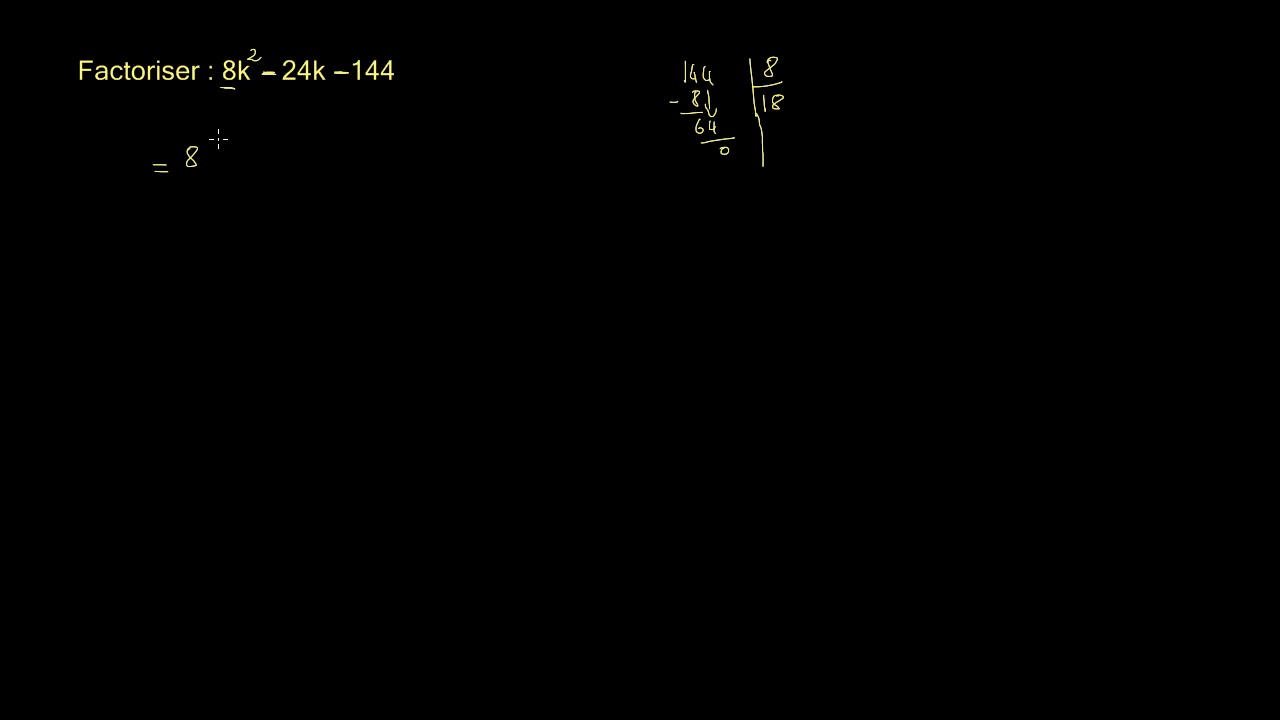 Factoriser : 8k² – 24k – 144
= 8
144 | 8
- 8 | 18
64
0